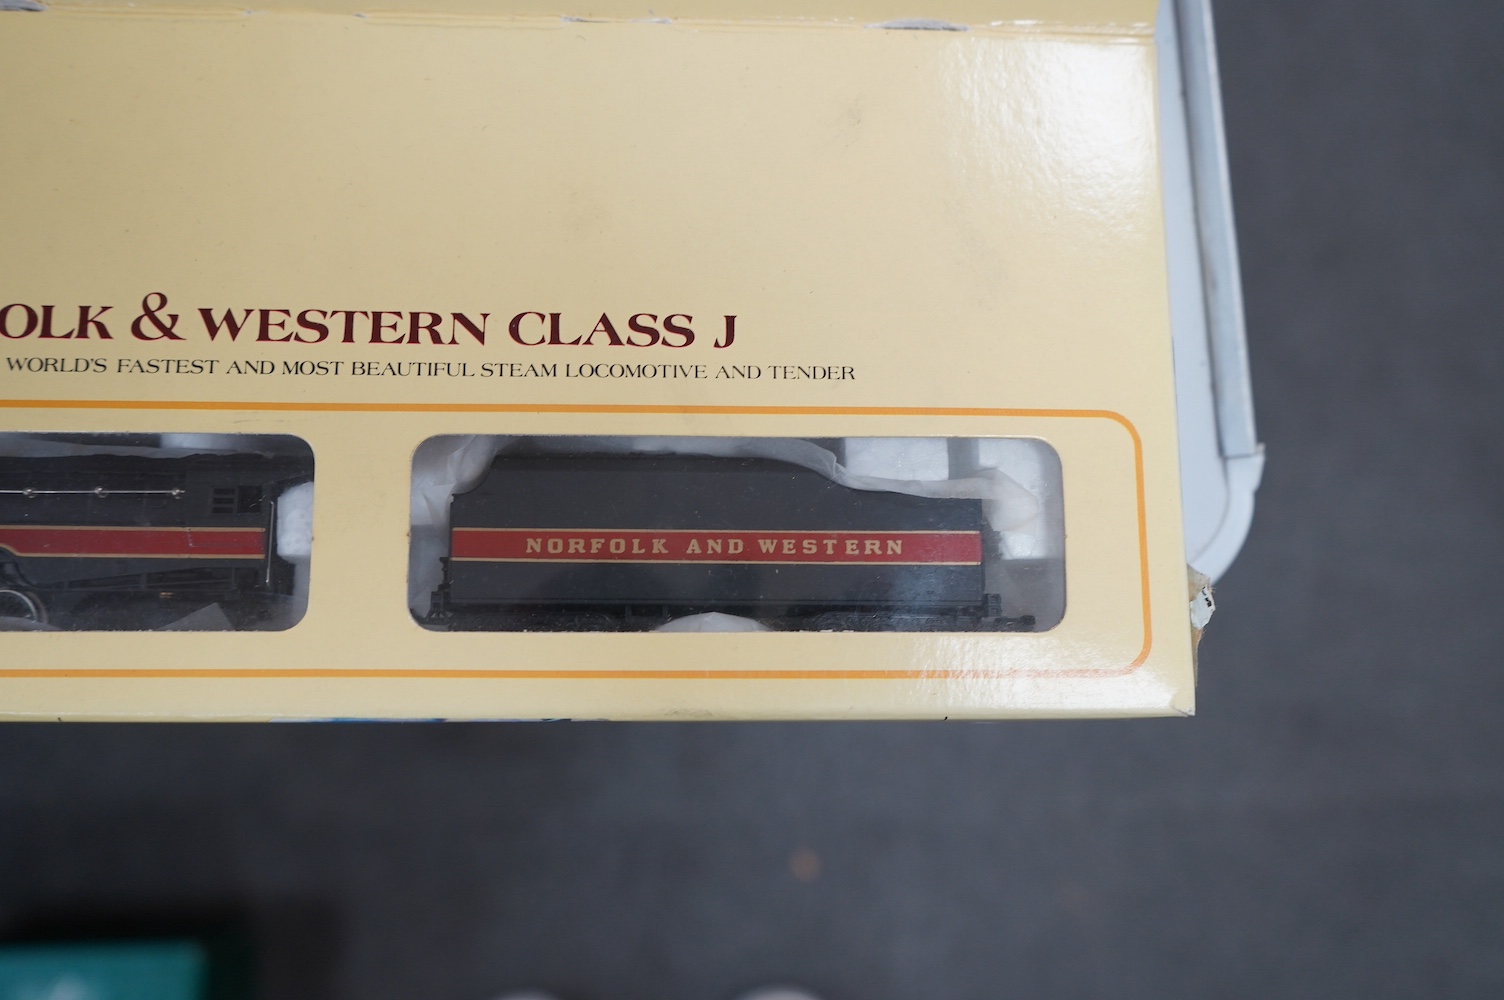 OLK & WESTERN CLASS J
WORLD'S FASTEST AND MOST BEAUTIFUL STEAM LOCOMOTIVE AND TENDER
NORFOLK AND WESTERN